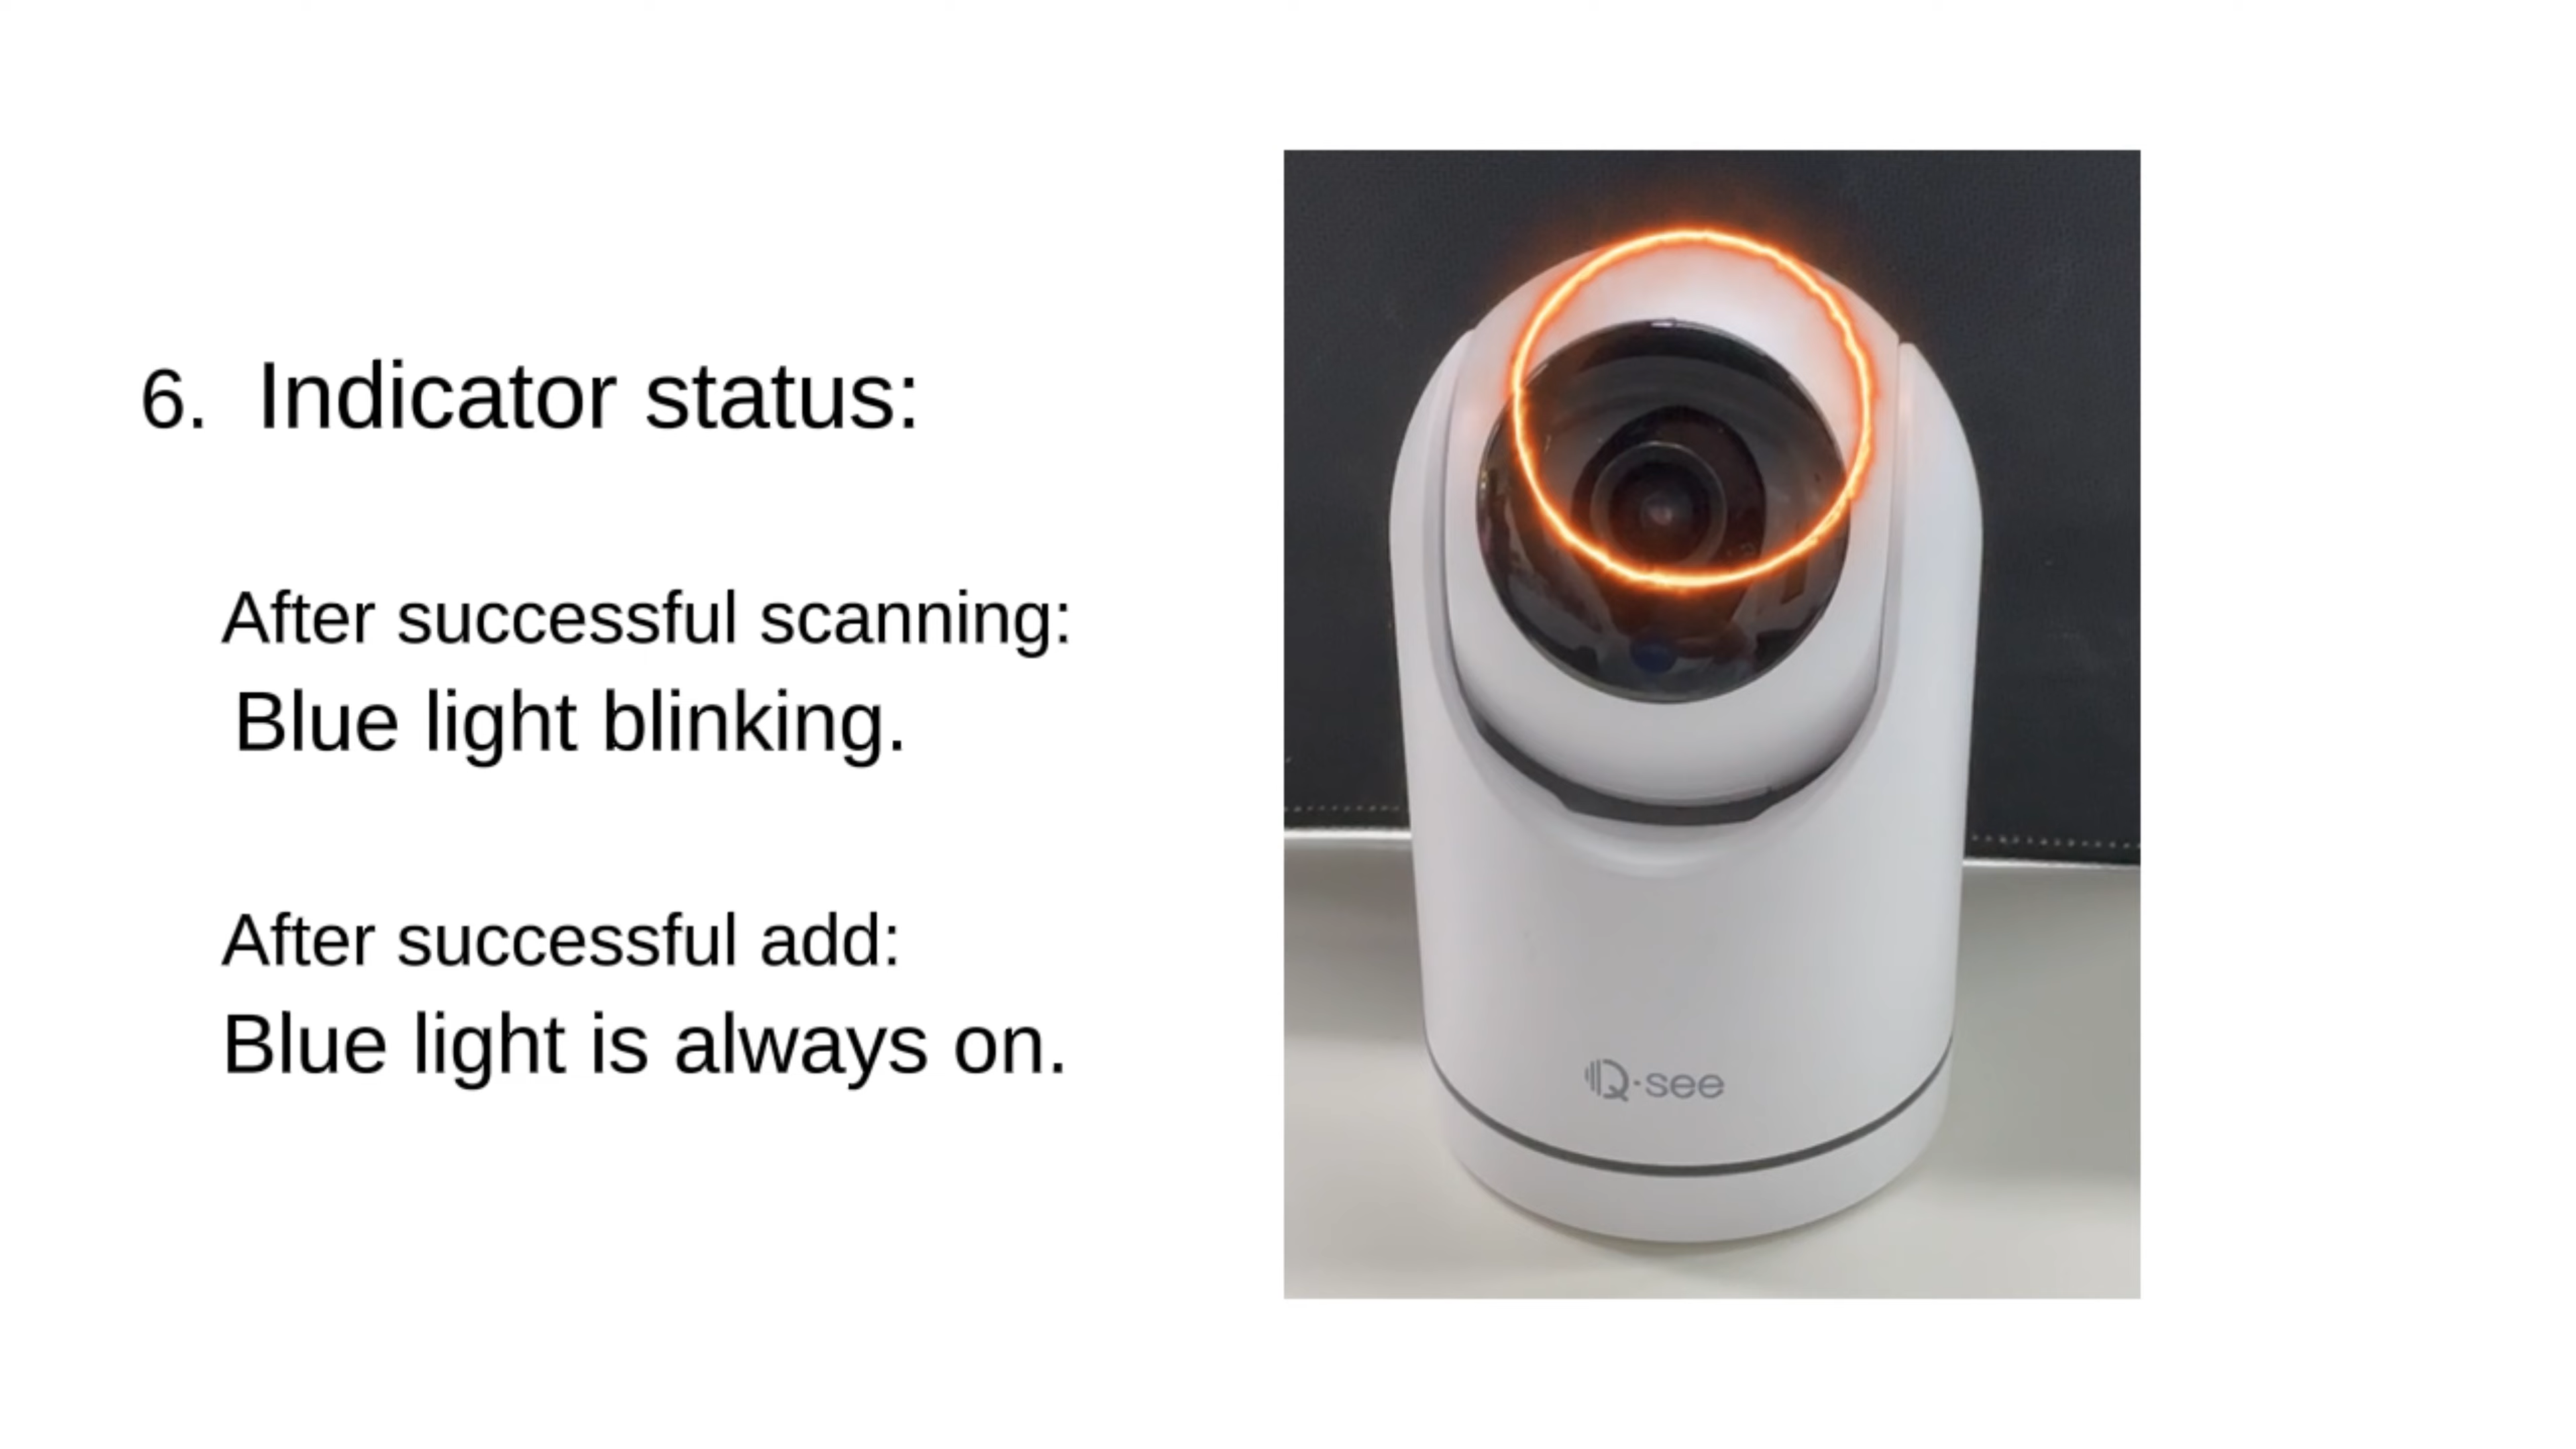 6. Indicator status:
After successful scanning:
Blue light blinking.
After successful add:
Blue light is always on.
Q·see